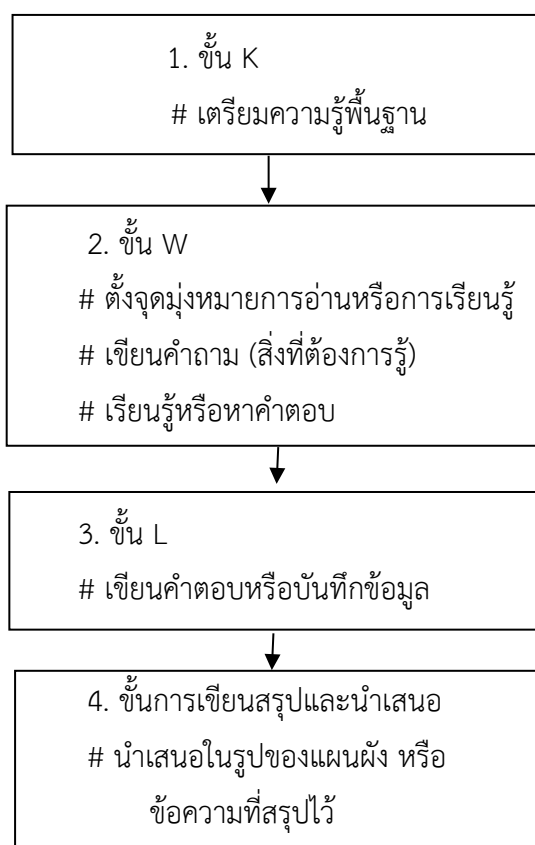 1. ขั้น K
# เตรียมความรู้พื้นฐาน
2. ขั้น W
# ตั้งจุดมุ่งหมายการอ่านหรือการเรียนรู้
# เขียนคำถาม (สิ่งที่ต้องการรู้)
# เรียนรู้หรือหาคำตอบ
3. ขั้น L
# เขียนคำตอบหรือบันทึกข้อมูล
4. ขั้นการเขียนสรุปและนำเสนอ
# นำเสนอในรูปของแผนผัง หรือ
ข้อความที่สรุปไว้